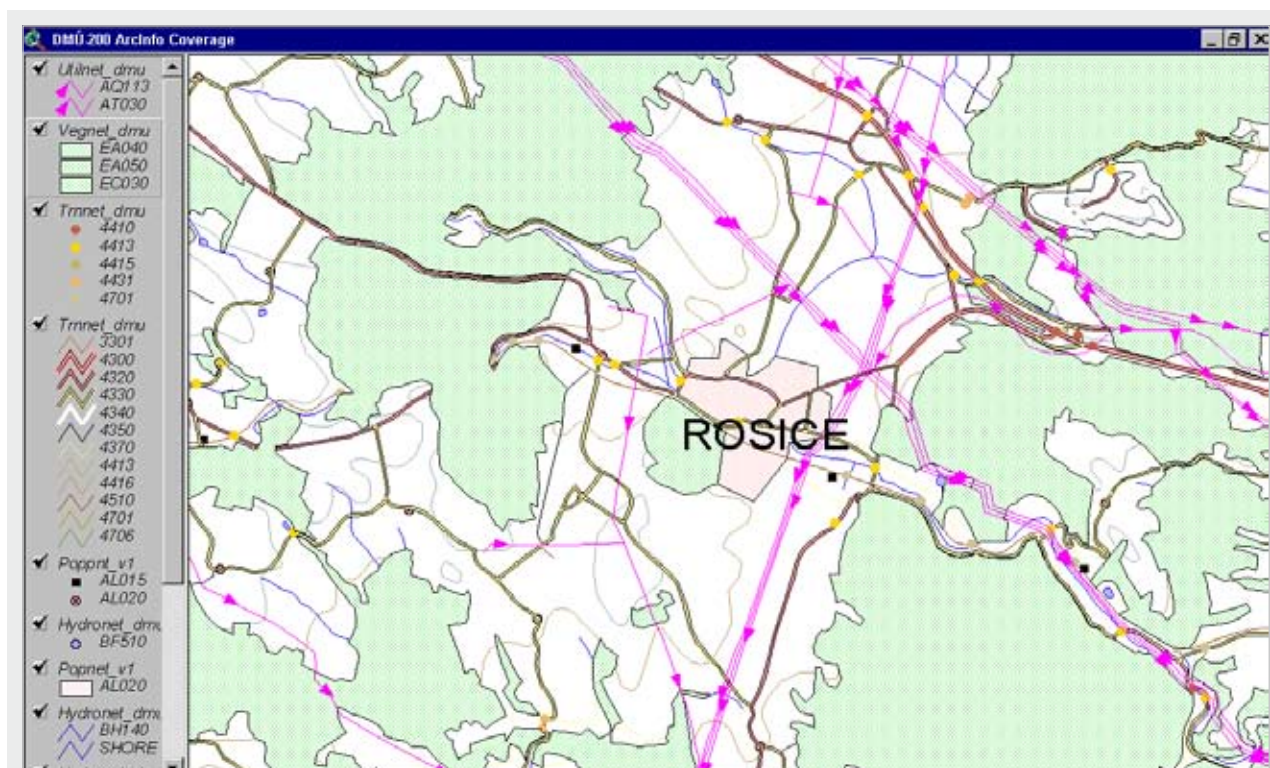 DMÚ 200 ArcInfo Coverage
Utilnet_dmu
AQ113
AT030
Vegnet_dmu
EA040
EA050
EC030
Trnnet_dmu
4410
4413
4415
4431
4701
Trnnet_dmu
3301
4300
4320
4330
4340
4350
4370
4413
4416
4510
4701
4706
Poppnt_v1
AL015
AL020
Hydronet_dmu
BF510
Popnet_v1
AL020
Hydronet_dmu
BH140
SHORE
ROSICE